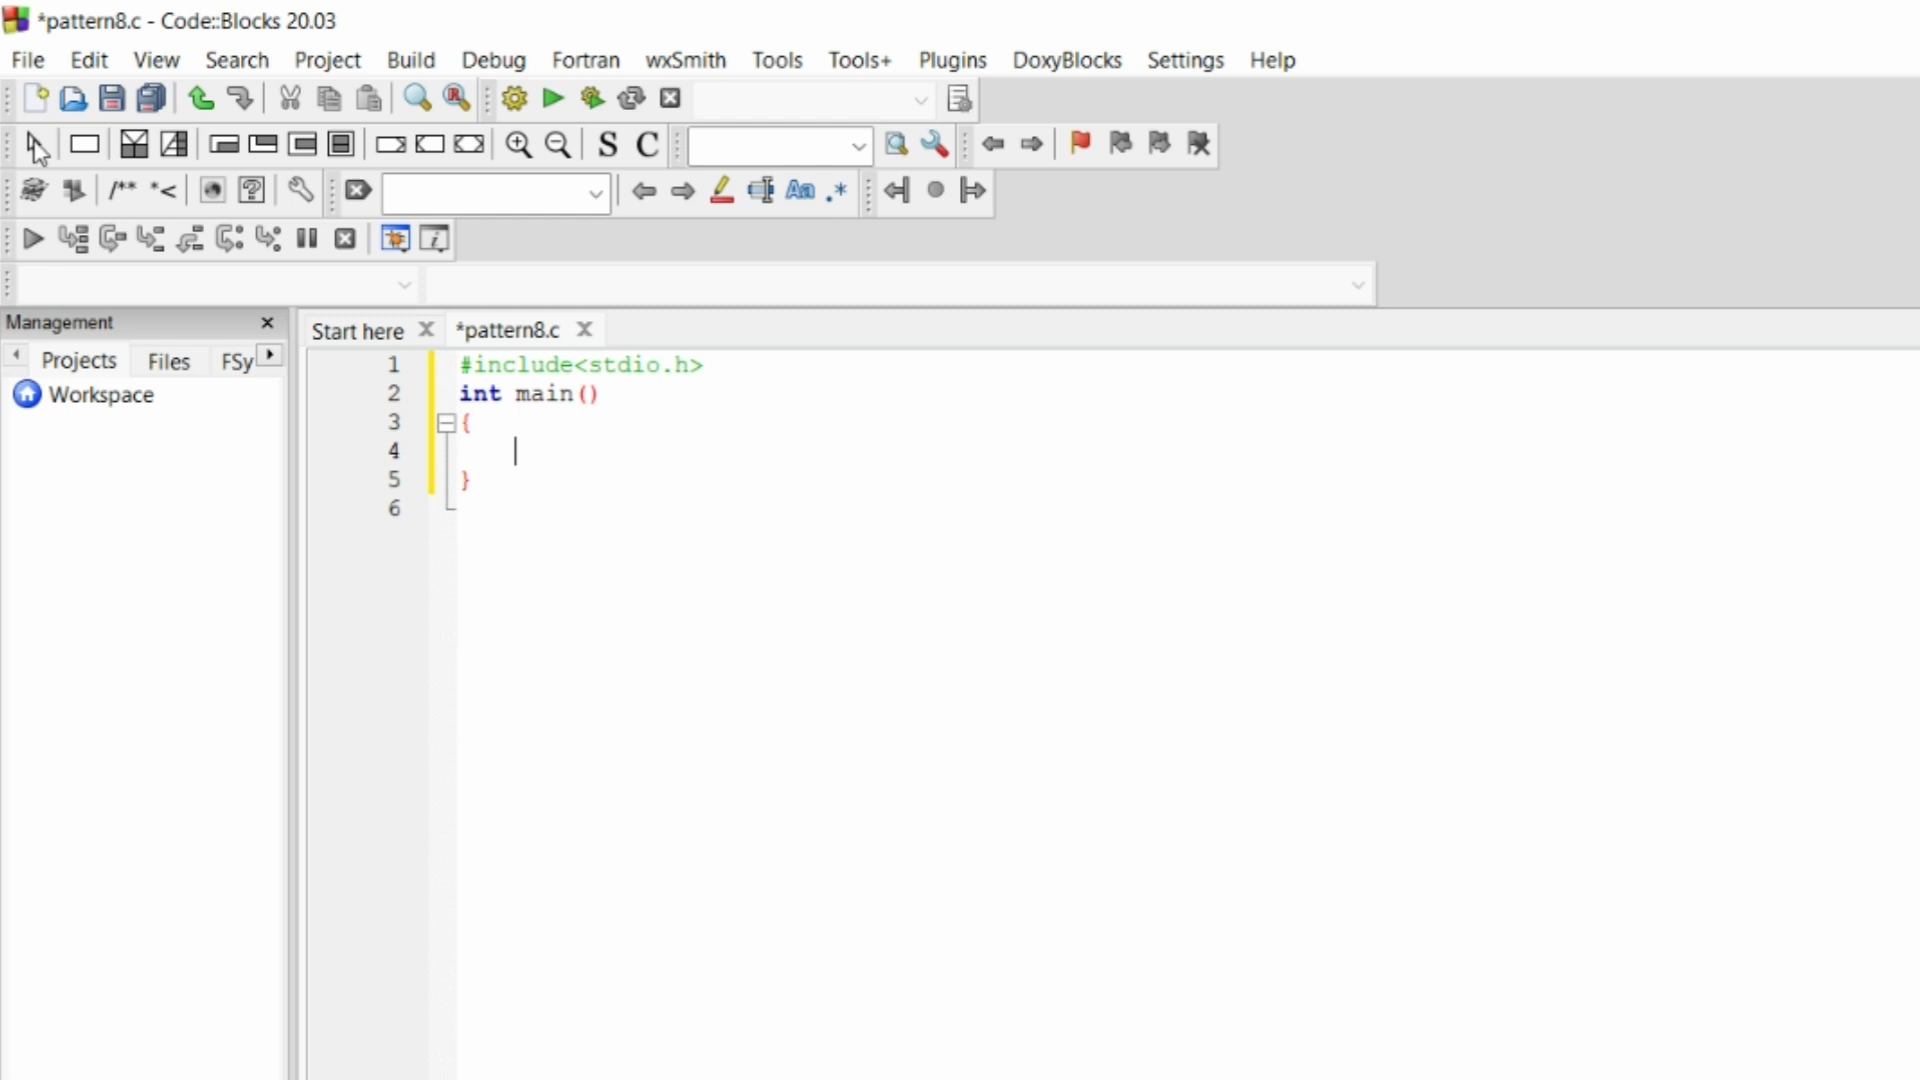 *pattern8.c - Code::Blocks 20.03
File Edit View Search Project Build Debug Fortran wxSmith Tools Tools+ Plugins DoxyBlocks Settings Help
S C
/** *< Aa .*
Management
Projects Files FSy
Workspace
Start here *pattern8.c
1 #include<stdio.h>
2 int main()
3 {
4
5 }
6